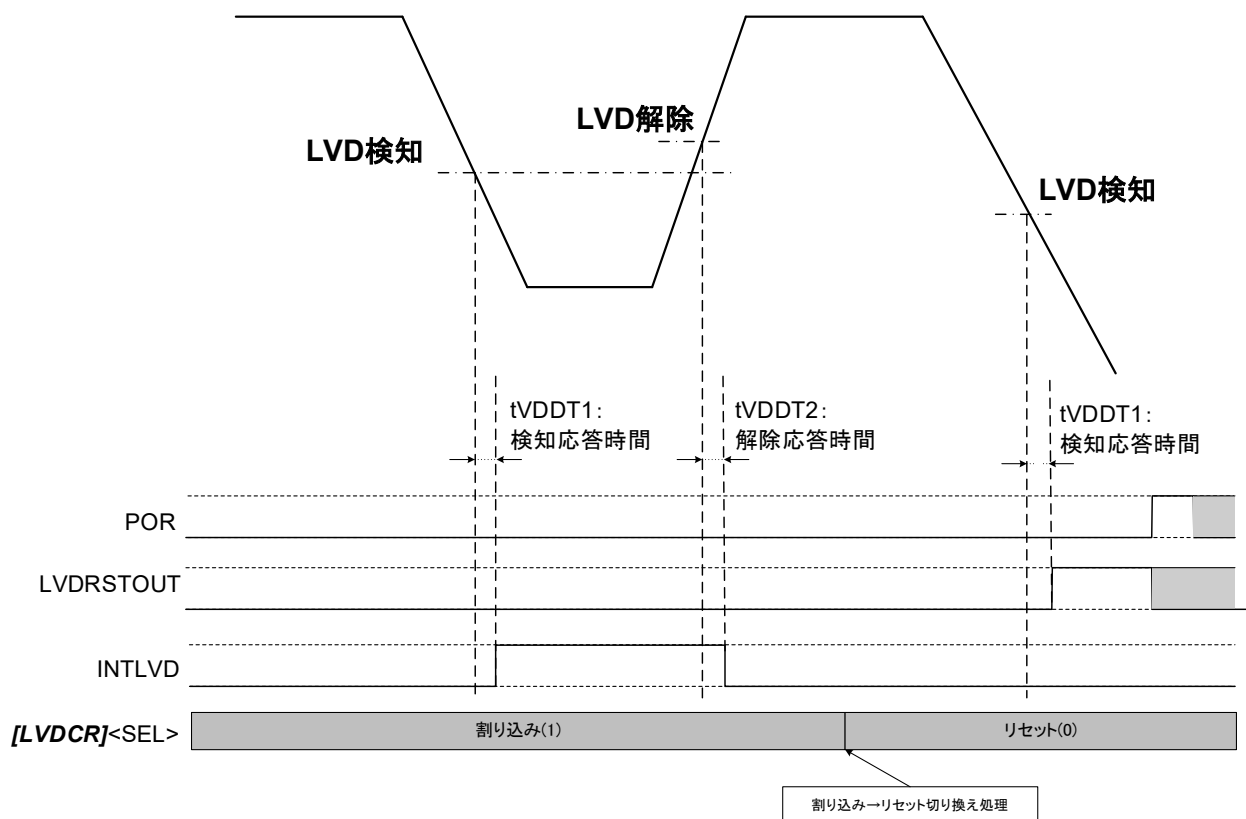 LVD解除
LVD検知
LVD検知
tVDDT1:
検知応答時間
tVDDT2:
解除応答時間
tVDDT1:
検知応答時間
POR
LVDRSTOUT
INTLVD
[LVDCR]<SEL>
割り込み(1)
リセット(0)
割り込み→リセット切り換え処理